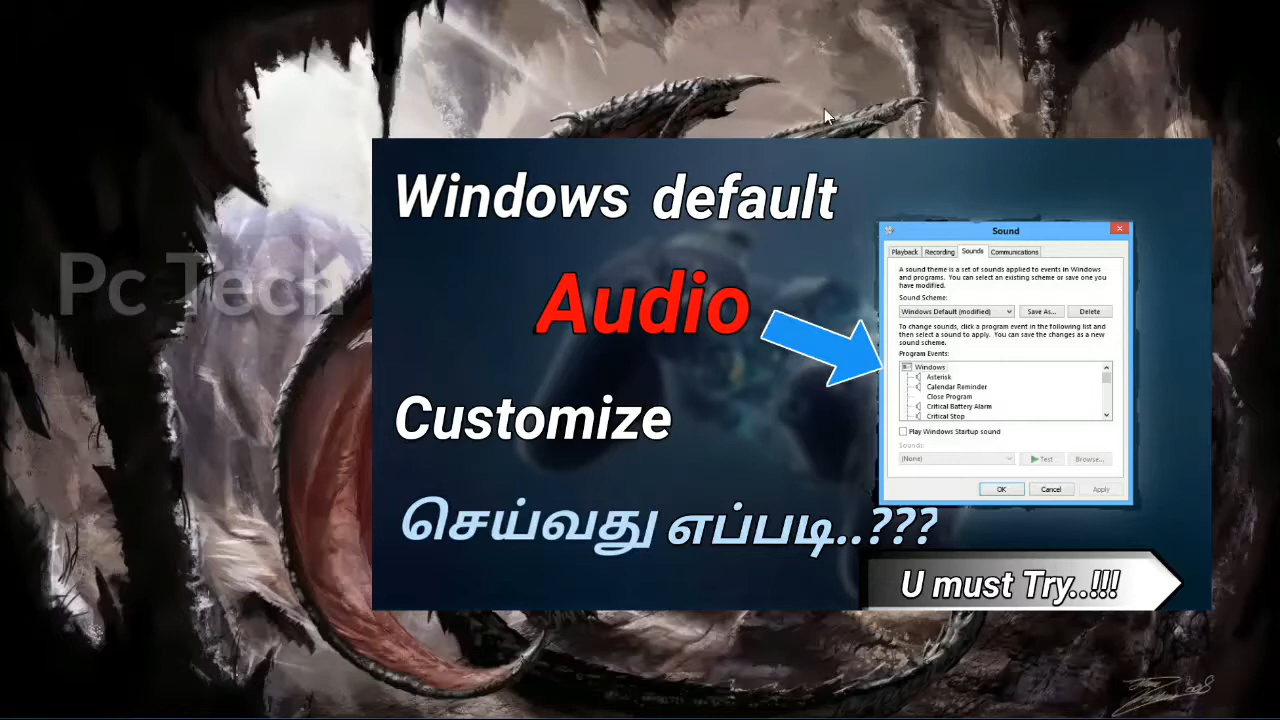 Pc Tech
Windows default
Audio
Customize
செய்வது எப்படி..???
U must Try..!!!
Sound
Playback Recording Sounds Communications
A sound theme is a set of sounds applied to events in Windows
and programs. You can select an existing scheme or save one you
have modified.
Sound Scheme:
Windows Default (modified) Save As... Delete
To change sounds, click a program event in the following list and
then select a sound to apply. You can save the changes as a new
sound scheme.
Program Events:
Windows
Asterisk
Calendar Reminder
Close Program
Critical Battery Alarm
Critical Stop
Play Windows Startup sound
Sounds:
(None) Test Browse...
OK Cancel Apply